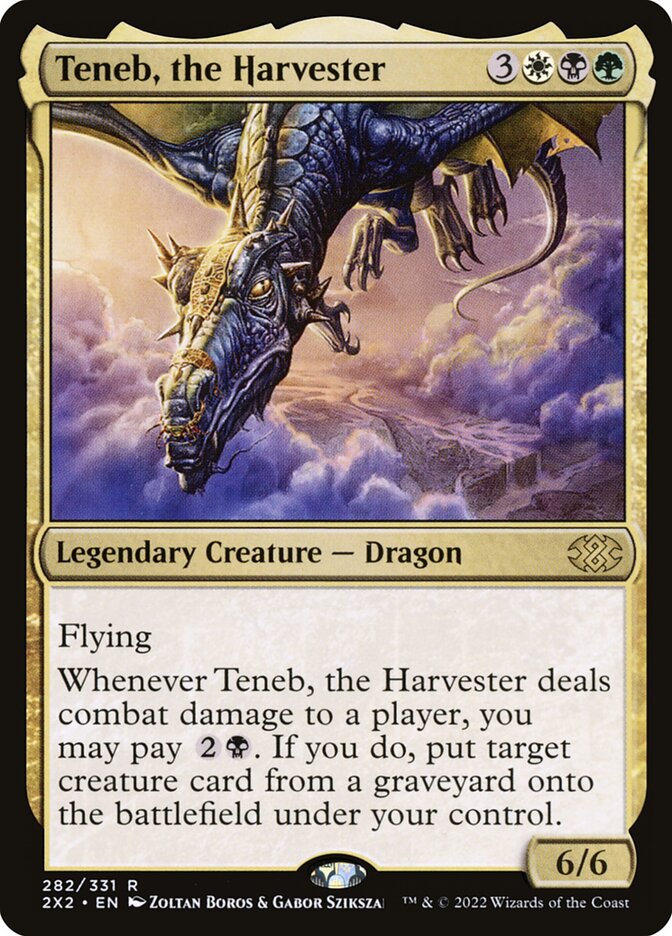 Teneb, the Harvester 3
Legendary Creature — Dragon
Flying
Whenever Teneb, the Harvester deals
combat damage to a player, you
may pay 2. If you do, put target
creature card from a graveyard onto
the battlefield under your control.
6/6
282/331 R
2X2 • EN ZOLTAN BOROS & GABOR SZIKSZA ™ & © 2022 Wizards of the Coast